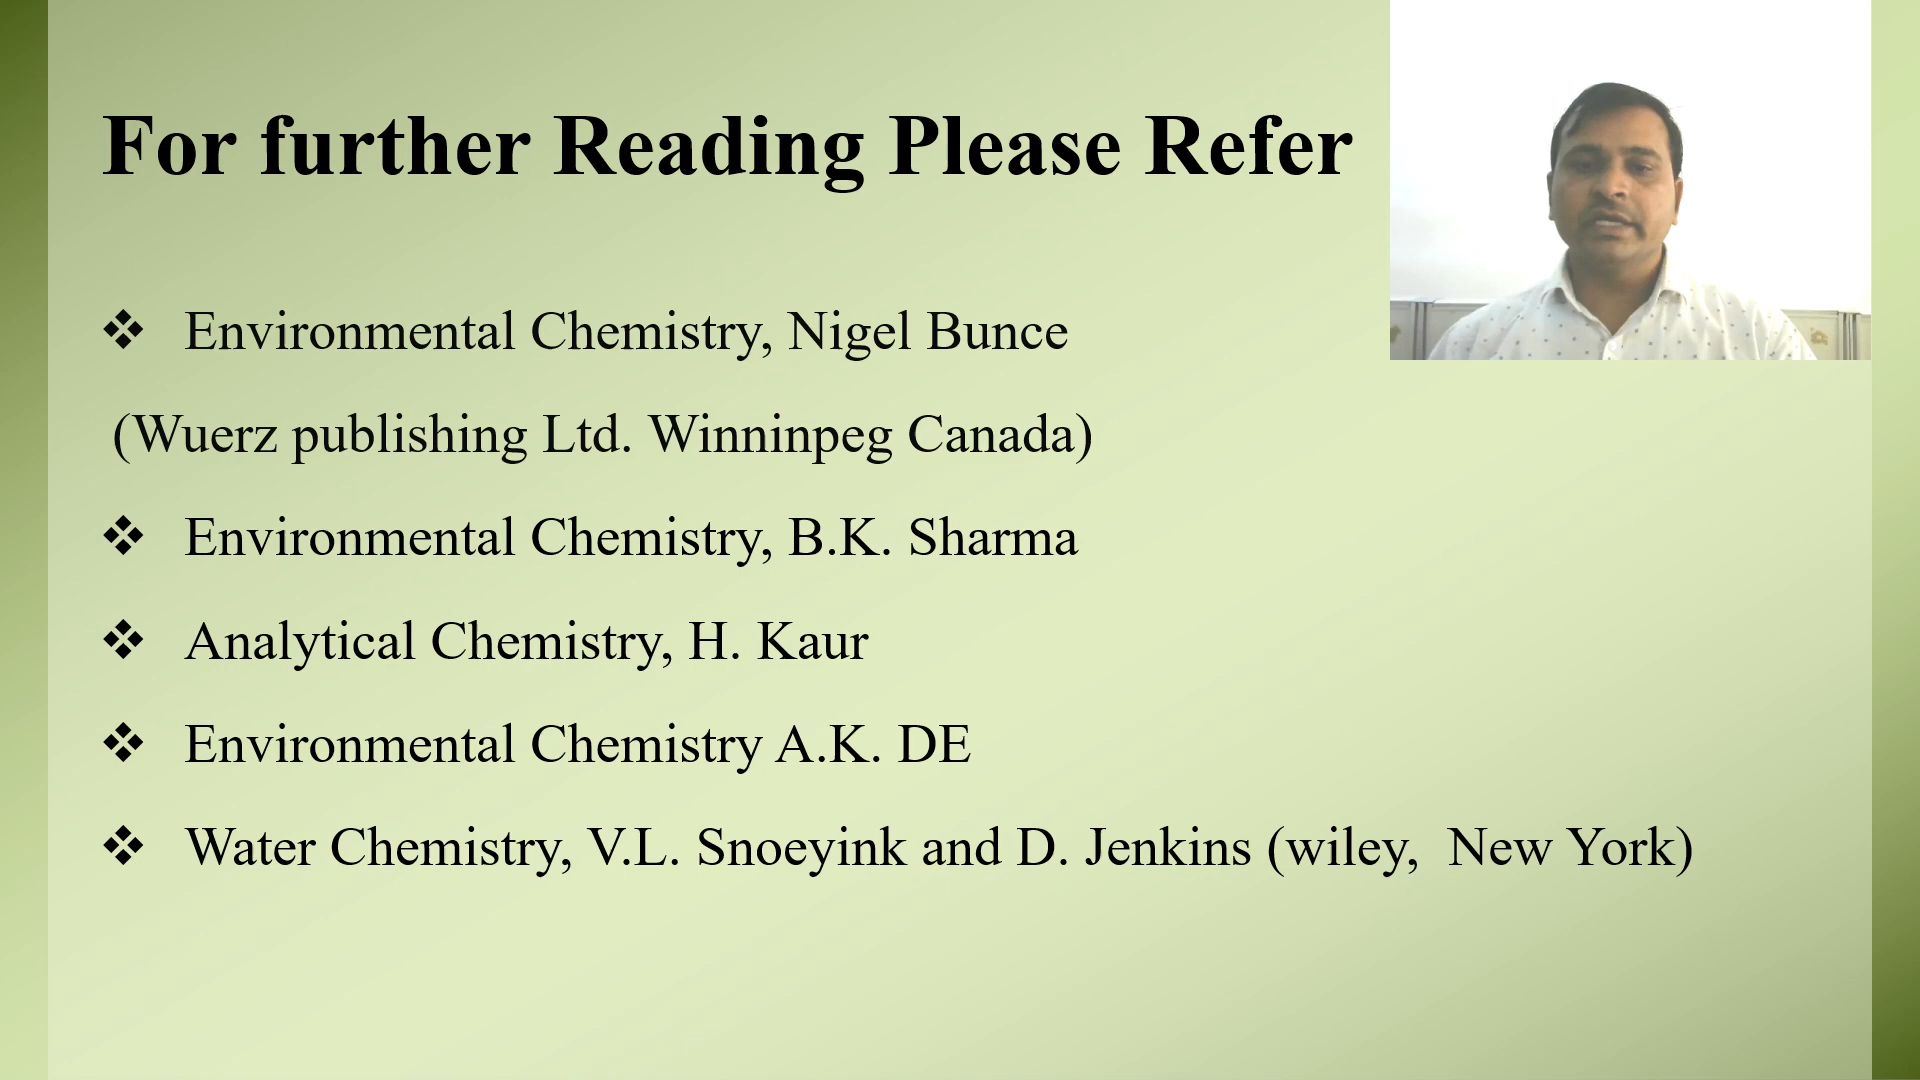 For further Reading Please Refer
❖ Environmental Chemistry, Nigel Bunce
(Wuerz publishing Ltd. Winninpeg Canada)
❖ Environmental Chemistry, B.K. Sharma
❖ Analytical Chemistry, H. Kaur
❖ Environmental Chemistry A.K. DE
❖ Water Chemistry, V.L. Snoeyink and D. Jenkins (wiley, New York)